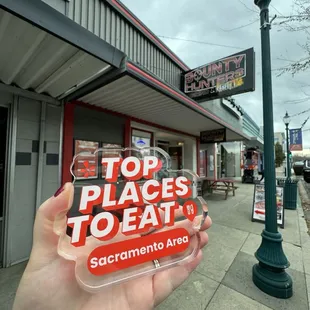 BOUNTY
HUNTERS
TOP
PLACES
TO EAT
Sacramento Area